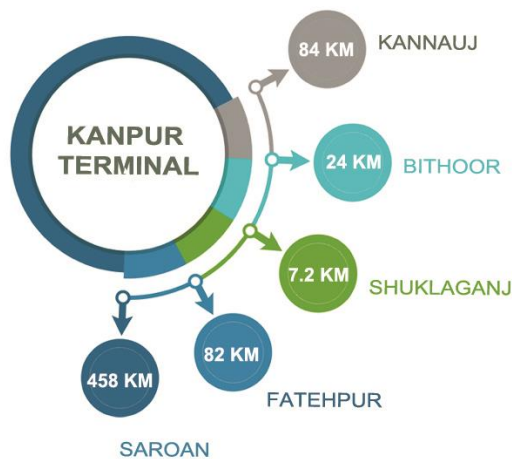 84 KM
KANNAUJ
KANPUR
TERMINAL
24 KM
BITHOOR
7.2 KM
SHUKLAGANJ
82 KM
FATEHPUR
458 KM
SAROAN